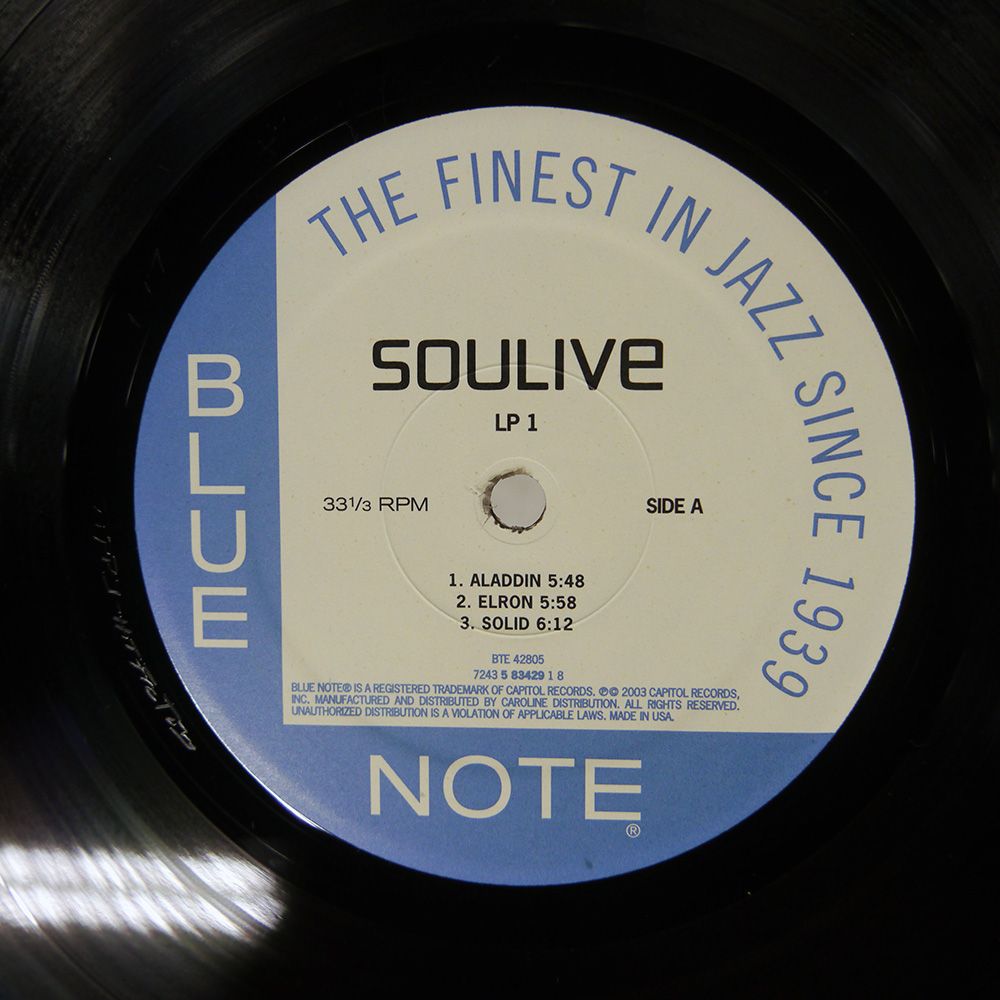 THE FINEST IN JAZZ SINCE 1939
BLUE
SOULIVE
LP 1
33 1/3 RPM
SIDE A
1. ALADDIN 5:48
2. ELRON 5:58
3. SOLID 6:12
BTE 42805
7243 5 83429 1 8
BLUE NOTE® IS A REGISTERED TRADEMARK OF CAPITOL RECORDS. ℗© 2003 CAPITOL RECORDS,
INC. MANUFACTURED AND DISTRIBUTED BY CAROLINE DISTRIBUTION. ALL RIGHTS RESERVED.
UNAUTHORIZED DISTRIBUTION IS A VIOLATION OF APPLICABLE LAWS. MADE IN USA.
NOTE®